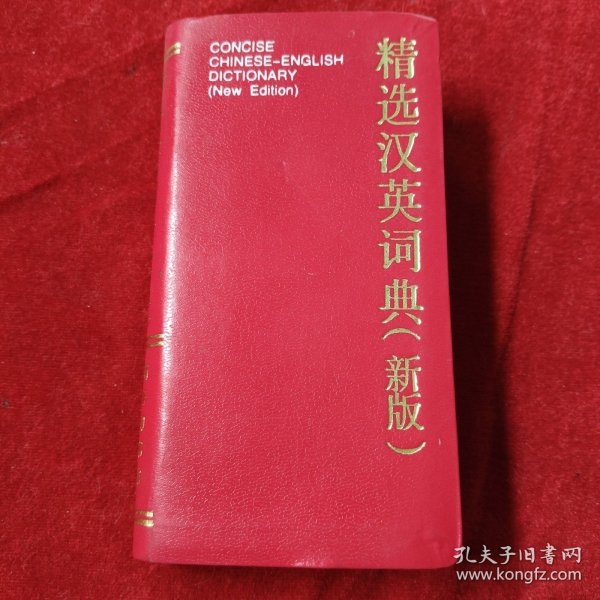 CONCISE
CHINESE-ENGLISH
DICTIONARY
(New Edition)
精选汉英词典(新版)
孔夫子旧书网
www.kongfz.com